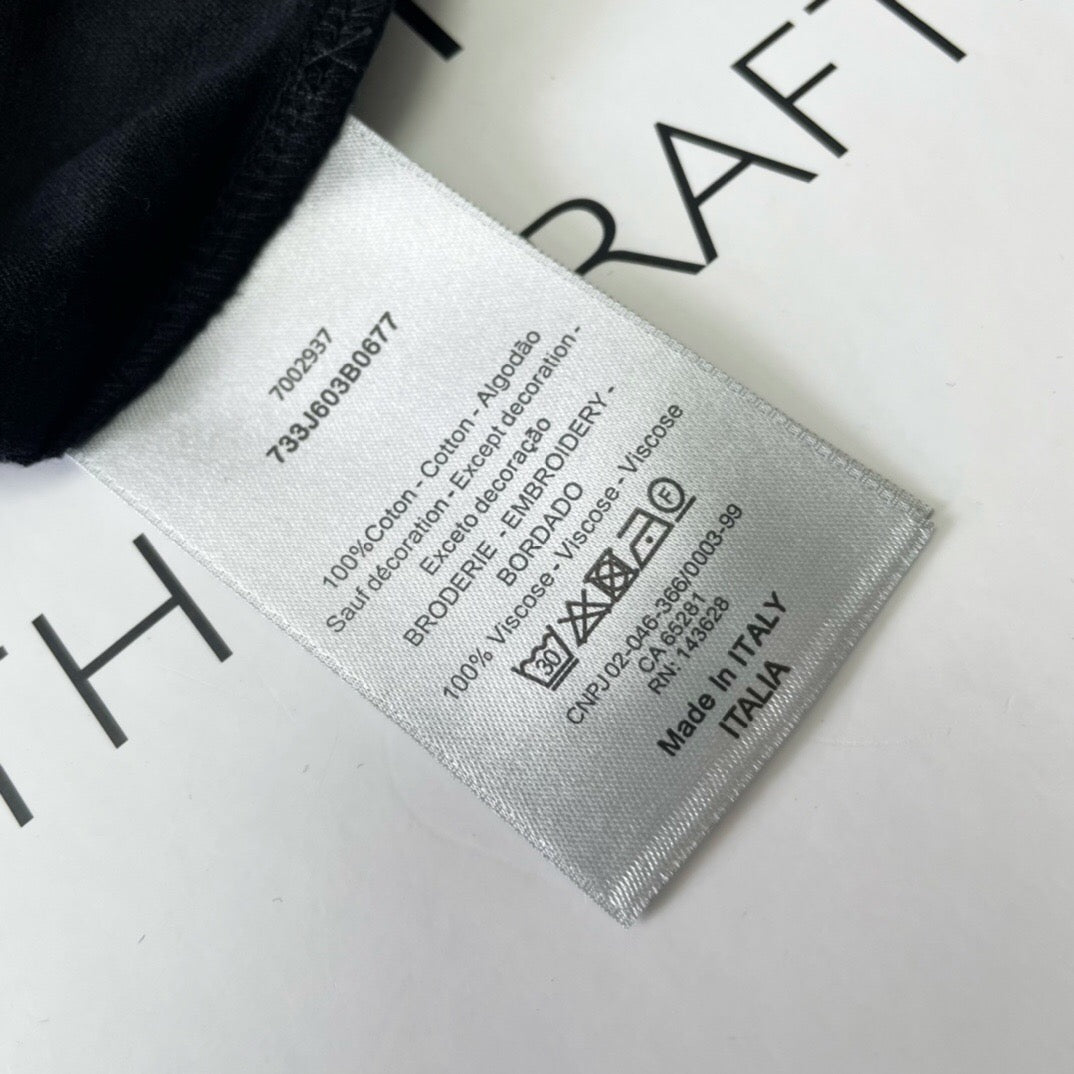 7002937
733J603B0677
100%Coton - Cotton - Algodão
Sauf décoration - Except decoration -
Exceto decoração
BRODERIE - EMBROIDERY -
BORDADO
100% Viscose - Viscose - Viscose
30 F
CNPJ 02-046-366/0003-99
CA 65281
RN: 143628
Made In ITALY
ITALIA
RAFT
TH